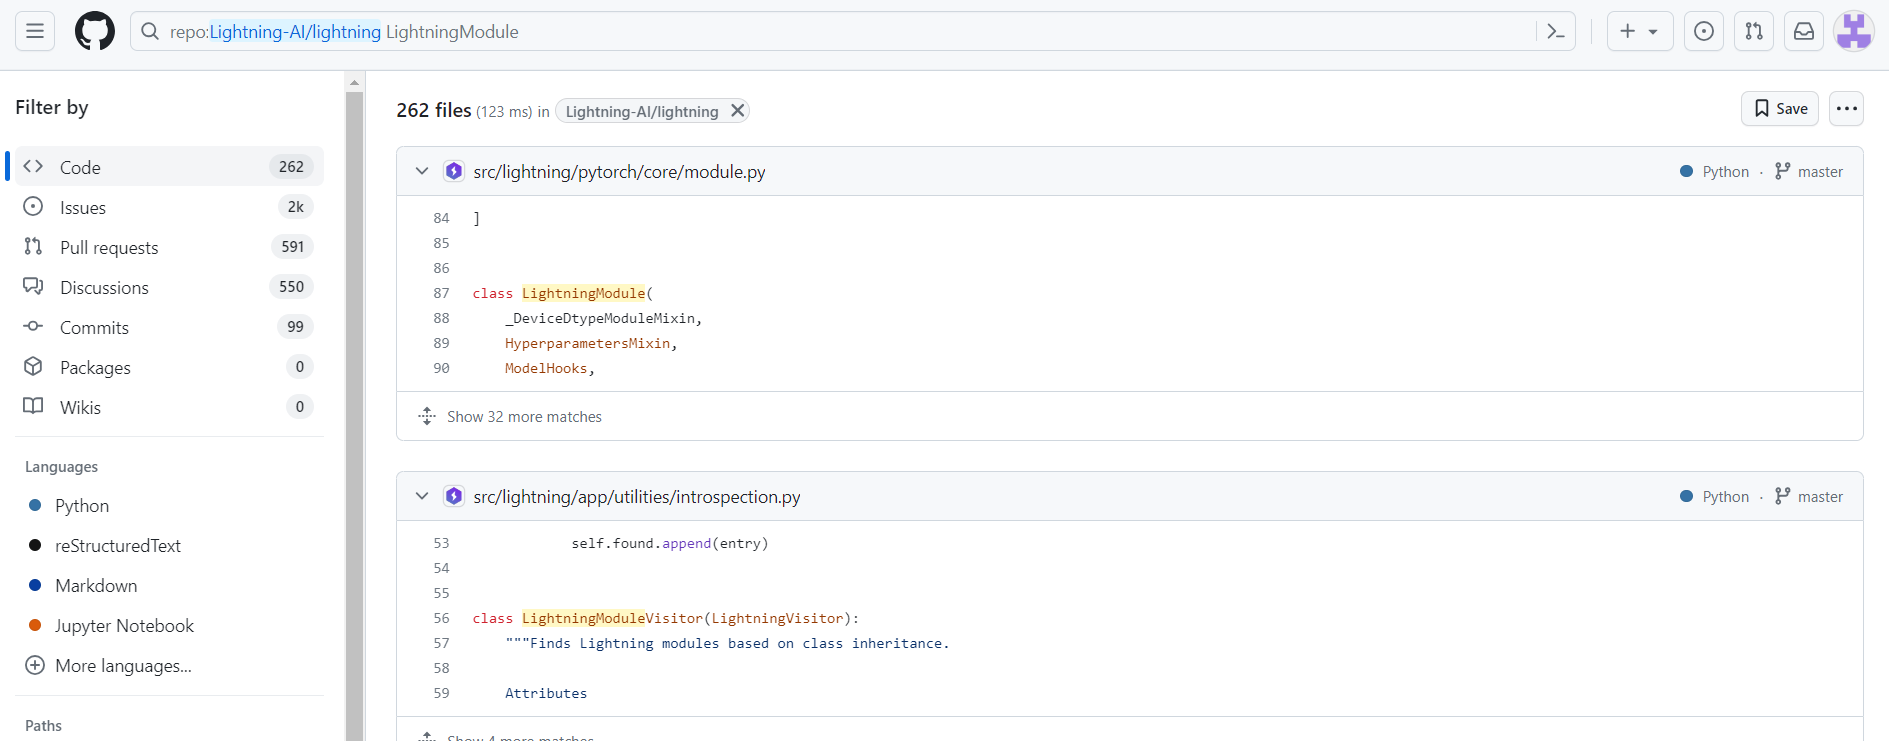 repo:Lightning-AI/lightning LightningModule
Filter by
Code 262
Issues 2k
Pull requests 591
Discussions 550
Commits 99
Packages 0
Wikis 0
Languages
Python
reStructuredText
Markdown
Jupyter Notebook
More languages...
Paths
262 files (123 ms) in Lightning-AI/lightning
Save
src/lightning/pytorch/core/module.py Python · master
84 ]
85
86
87 class LightningModule(
88 _DeviceDtypeModuleMixin,
89 HyperparametersMixin,
90 ModelHooks,
Show 32 more matches
src/lightning/app/utilities/introspection.py Python · master
53 self.found.append(entry)
54
55
56 class LightningModuleVisitor(LightningVisitor):
57 """Finds Lightning modules based on class inheritance.
58
59 Attributes
Show 4 more matches